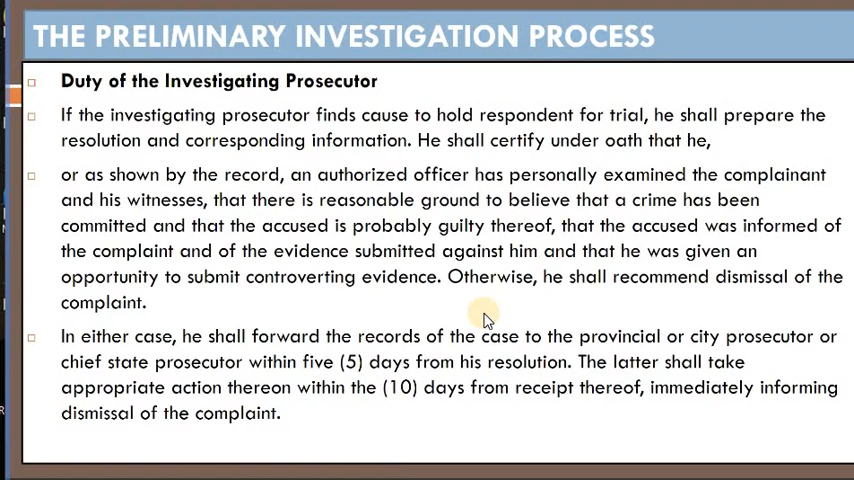 THE PRELIMINARY INVESTIGATION PROCESS
Duty of the Investigating Prosecutor
If the investigating prosecutor finds cause to hold respondent for trial, he shall prepare the
resolution and corresponding information. He shall certify under oath that he,
or as shown by the record, an authorized officer has personally examined the complainant
and his witnesses, that there is reasonable ground to believe that a crime has been
committed and that the accused is probably guilty thereof, that the accused was informed of
the complaint and of the evidence submitted against him and that he was given an
opportunity to submit controverting evidence. Otherwise, he shall recommend dismissal of the
complaint.
In either case, he shall forward the records of the case to the provincial or city prosecutor or
chief state prosecutor within five (5) days from his resolution. The latter shall take
appropriate action thereon within the (10) days from receipt thereof, immediately informing
dismissal of the complaint.